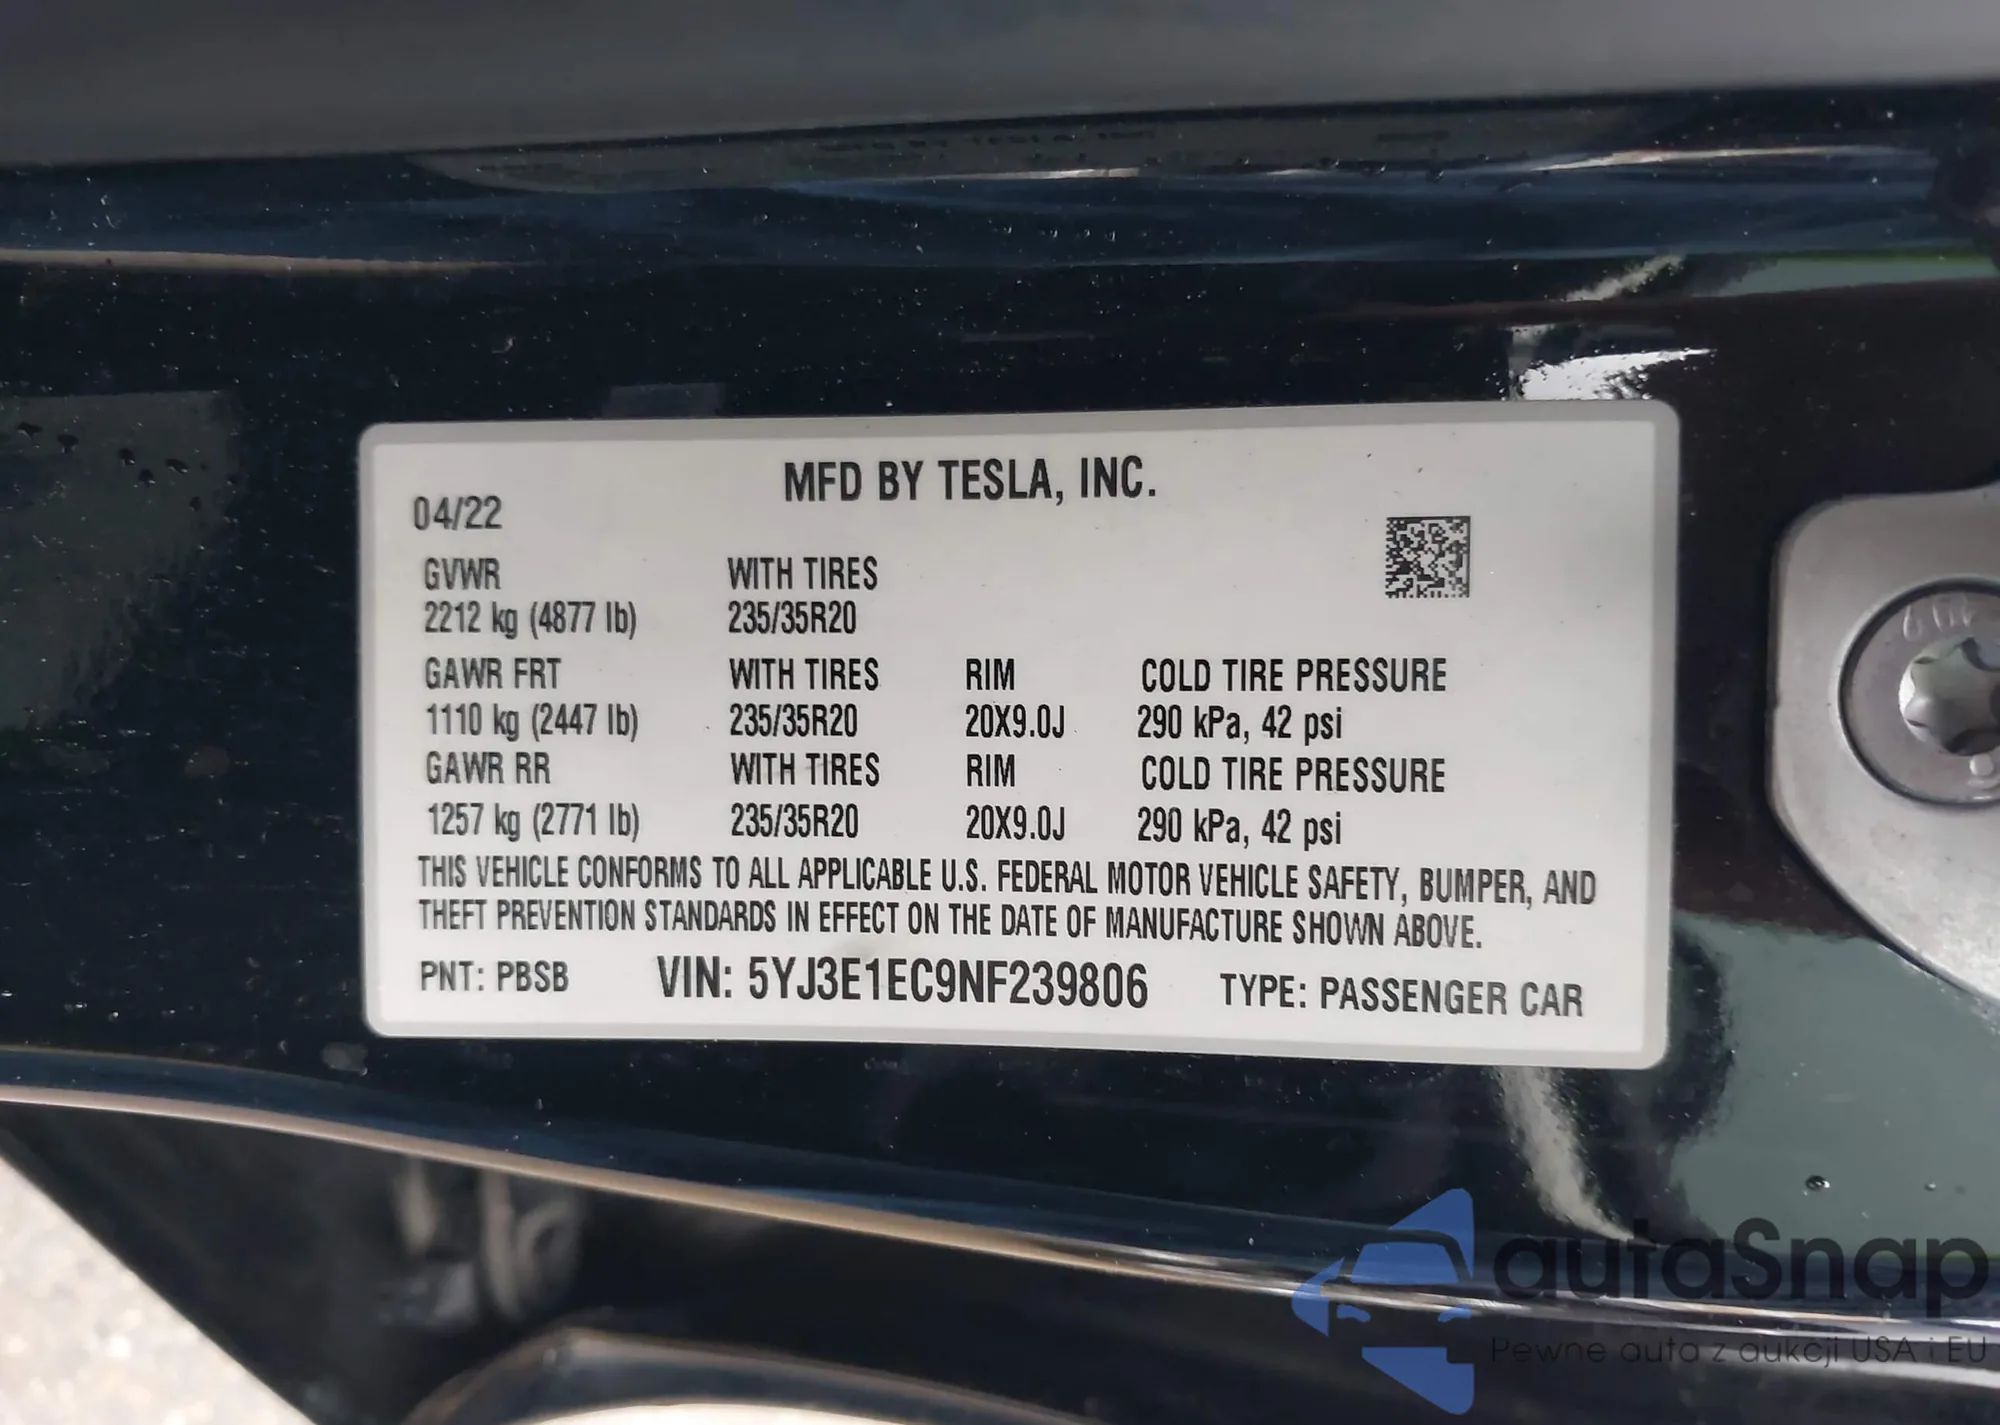 MFD BY TESLA, INC.
04/22
GVWR WITH TIRES
2212 kg (4877 lb) 235/35R20
GAWR FRT WITH TIRES RIM COLD TIRE PRESSURE
1110 kg (2447 lb) 235/35R20 20X9.0J 290 kPa, 42 psi
GAWR RR WITH TIRES RIM COLD TIRE PRESSURE
1257 kg (2771 lb) 235/35R20 20X9.0J 290 kPa, 42 psi
THIS VEHICLE CONFORMS TO ALL APPLICABLE U.S. FEDERAL MOTOR VEHICLE SAFETY, BUMPER, AND
THEFT PREVENTION STANDARDS IN EFFECT ON THE DATE OF MANUFACTURE SHOWN ABOVE.
PNT: PBSB VIN: 5YJ3E1EC9NF239806 TYPE: PASSENGER CAR
autaSnap
Pewne auta z aukcji USA i EU